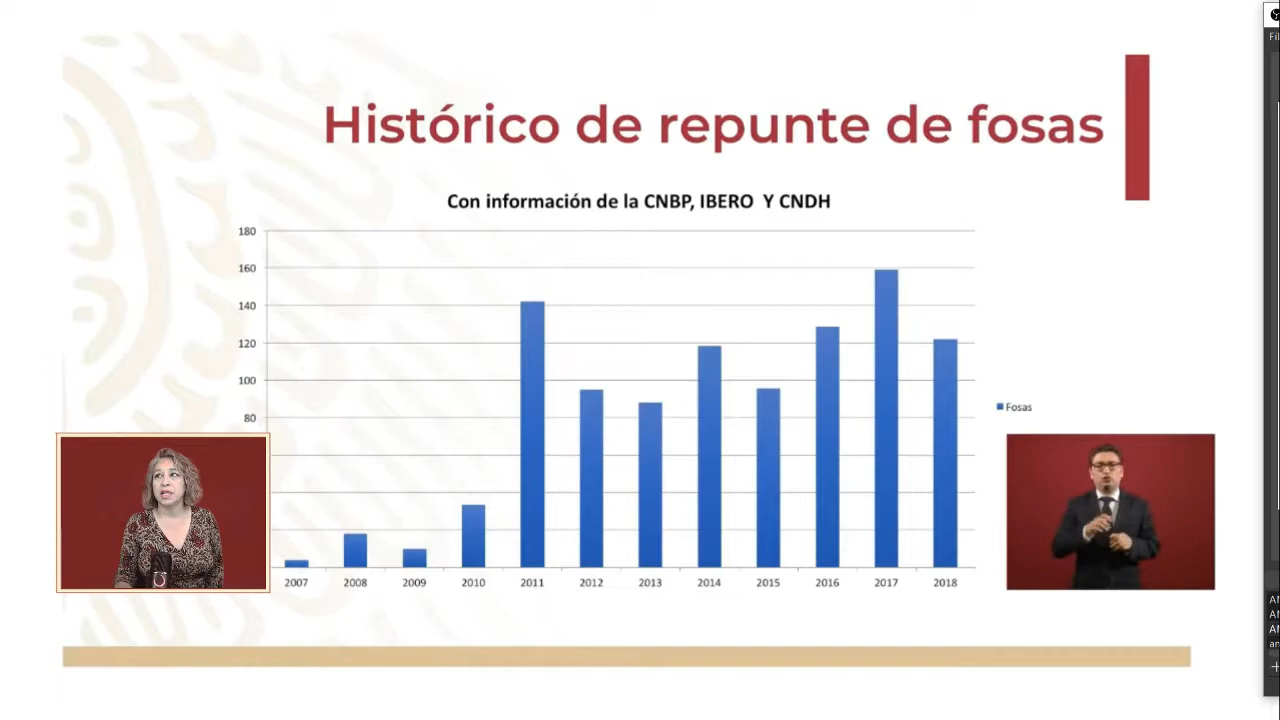 Histórico de repunte de fosas
Con información de la CNBP, IBERO Y CNDH
180
160
140
120
100
80
Fosas
2007 2008 2009 2010 2011 2012 2013 2014 2015 2016 2017 2018